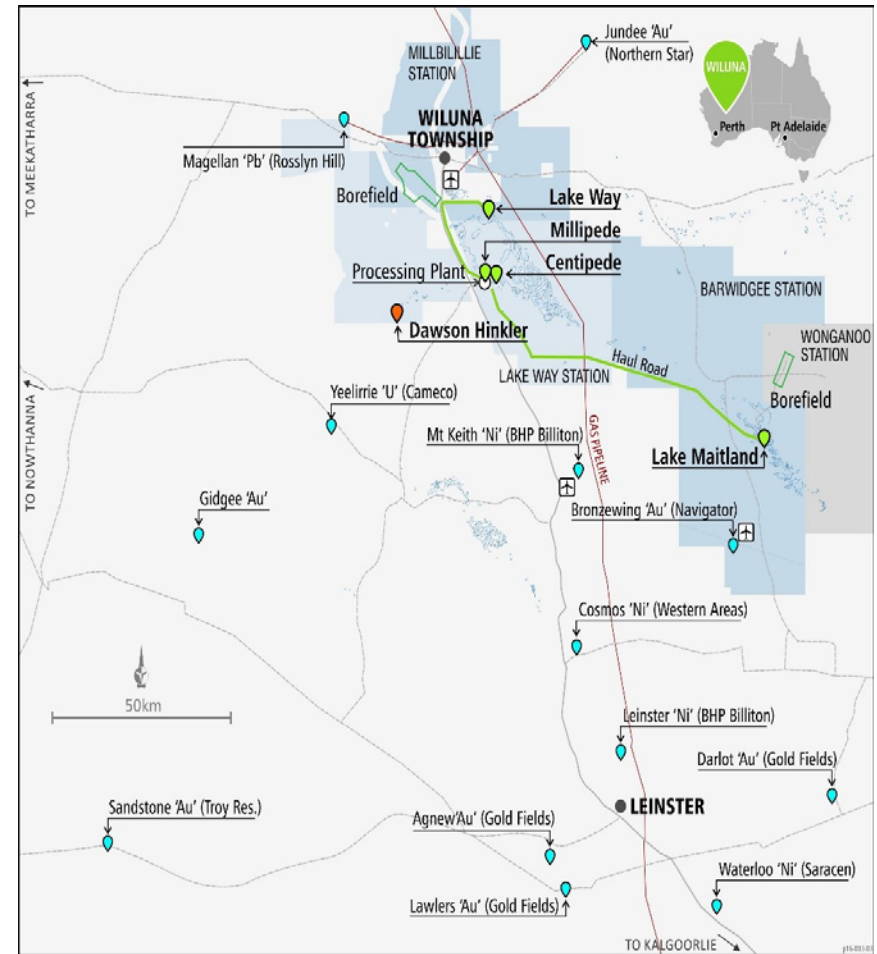 Jundee 'Au'
(Northern Star)
MILLBILILLIE
STATION
WILUNA
Perth
Pt Adelaide
WILUNA
TOWNSHIP
TO MEEKATHARRA
Magellan 'Pb' (Rosslyn Hill)
Borefield
Lake Way
Millipede
Centipede
Processing Plant
BARWIDGEE STATION
Dawson Hinkler
WONGANOO
STATION
Haul Road
LAKE WAY STATION
Borefield
Yeelirrie 'U' (Cameco)
TO NOWTHANNA
GAS PIPELINE
Mt Keith 'Ni' (BHP Billiton)
Lake Maitland
Gidgee 'Au'
Bronzewing 'Au' (Navigator)
Cosmos 'Ni' (Western Areas)
50km
Leinster 'Ni' (BHP Billiton)
Darlot 'Au' (Gold Fields)
Sandstone 'Au' (Troy Res.)
LEINSTER
Agnew'Au' (Gold Fields)
Waterloo 'Ni' (Saracen)
Lawlers 'Au' (Gold Fields)
TO KALGOORLIE